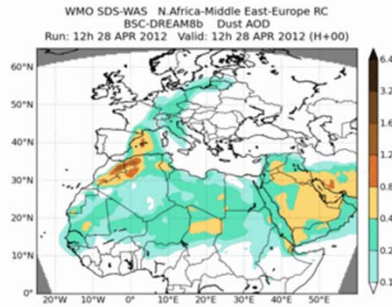 WMO SDS-WAS N.Africa-Middle East-Europe RC
BSC-DREAM8b Dust AOD
Run: 12h 28 APR 2012 Valid: 12h 28 APR 2012 (H+00)
60°N
50°N
40°N
30°N
20°N
10°N
0°
20°W 10°W 0° 10°E 20°E 30°E 40°E 50°E
6.4
3.2
1.6
1.2
0.8
0.4
0.2
0.1